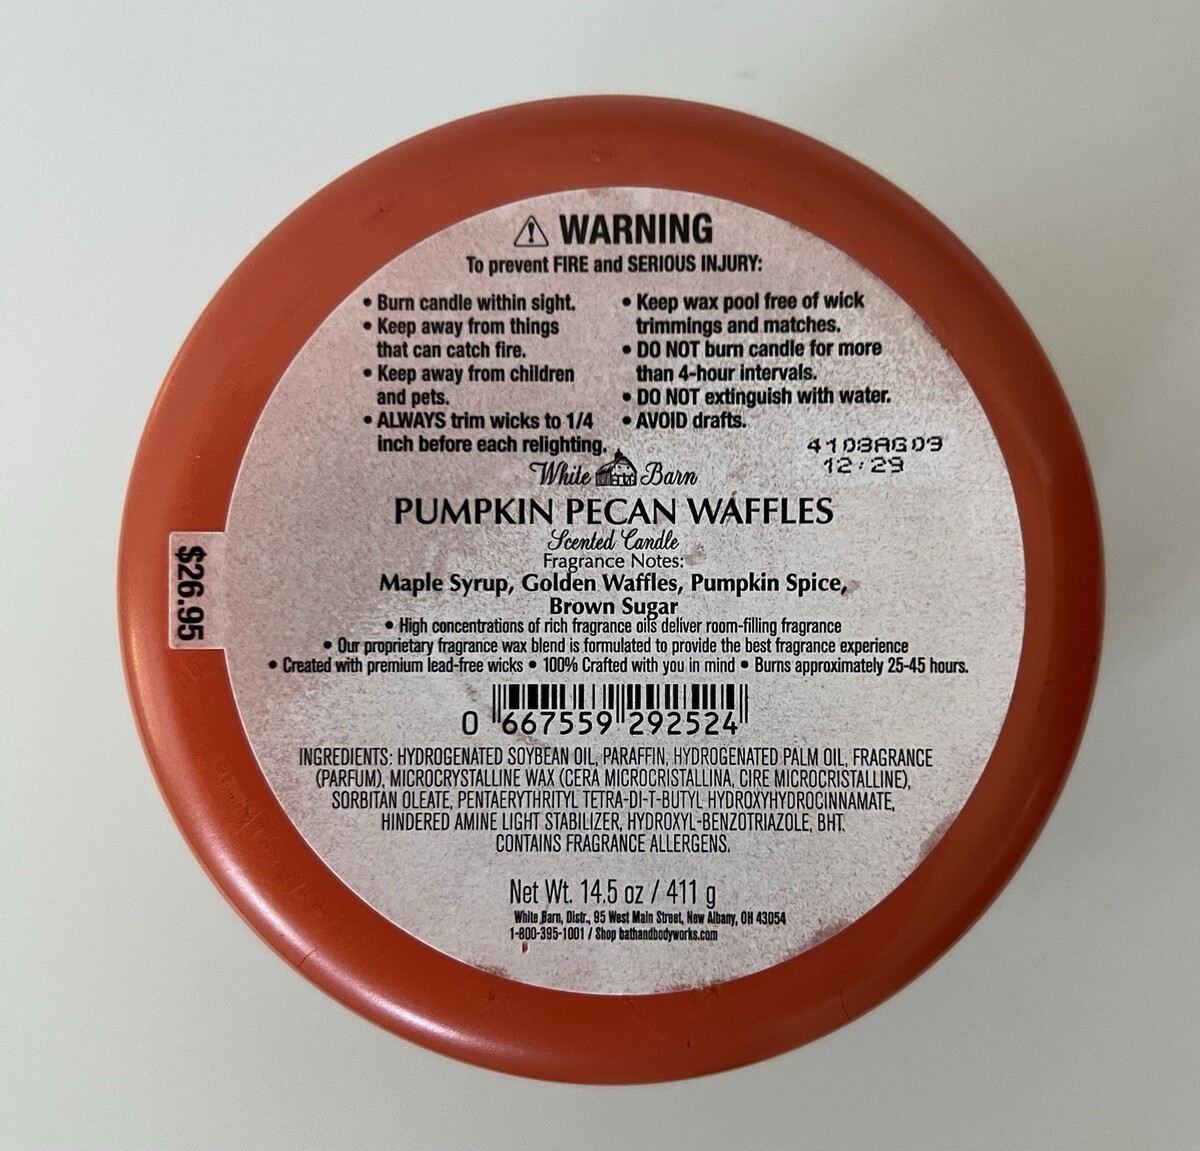 ⚠ WARNING
To prevent FIRE and SERIOUS INJURY:
• Burn candle within sight.
• Keep away from things
that can catch fire.
• Keep away from children
and pets.
• ALWAYS trim wicks to 1/4
inch before each relighting.
• Keep wax pool free of wick
trimmings and matches.
• DO NOT burn candle for more
than 4-hour intervals.
• DO NOT extinguish with water.
• AVOID drafts.
4108AG09
12:29
White Barn
PUMPKIN PECAN WAFFLES
Scented Candle
Fragrance Notes:
Maple Syrup, Golden Waffles, Pumpkin Spice,
Brown Sugar
• High concentrations of rich fragrance oils deliver room-filling fragrance
• Our proprietary fragrance wax blend is formulated to provide the best fragrance experience
• Created with premium lead-free wicks • 100% Crafted with you in mind • Burns approximately 25-45 hours.
$26.95
0 667559 292524
INGREDIENTS: HYDROGENATED SOYBEAN OIL, PARAFFIN, HYDROGENATED PALM OIL, FRAGRANCE
(PARFUM), MICROCRYSTALLINE WAX (CERA MICROCRISTALLINA, CIRE MICROCRISTALLINE),
SORBITAN OLEATE, PENTAERYTHRITYL TETRA-DI-T-BUTYL HYDROXYHYDROCINNAMATE,
HINDERED AMINE LIGHT STABILIZER, HYDROXYL-BENZOTRIAZOLE, BHT.
CONTAINS FRAGRANCE ALLERGENS.
Net Wt. 14.5 oz / 411 g
White Barn, Distr., 95 West Main Street, New Albany, OH 43054
1-800-395-1001 / Shop bathandbodyworks.com